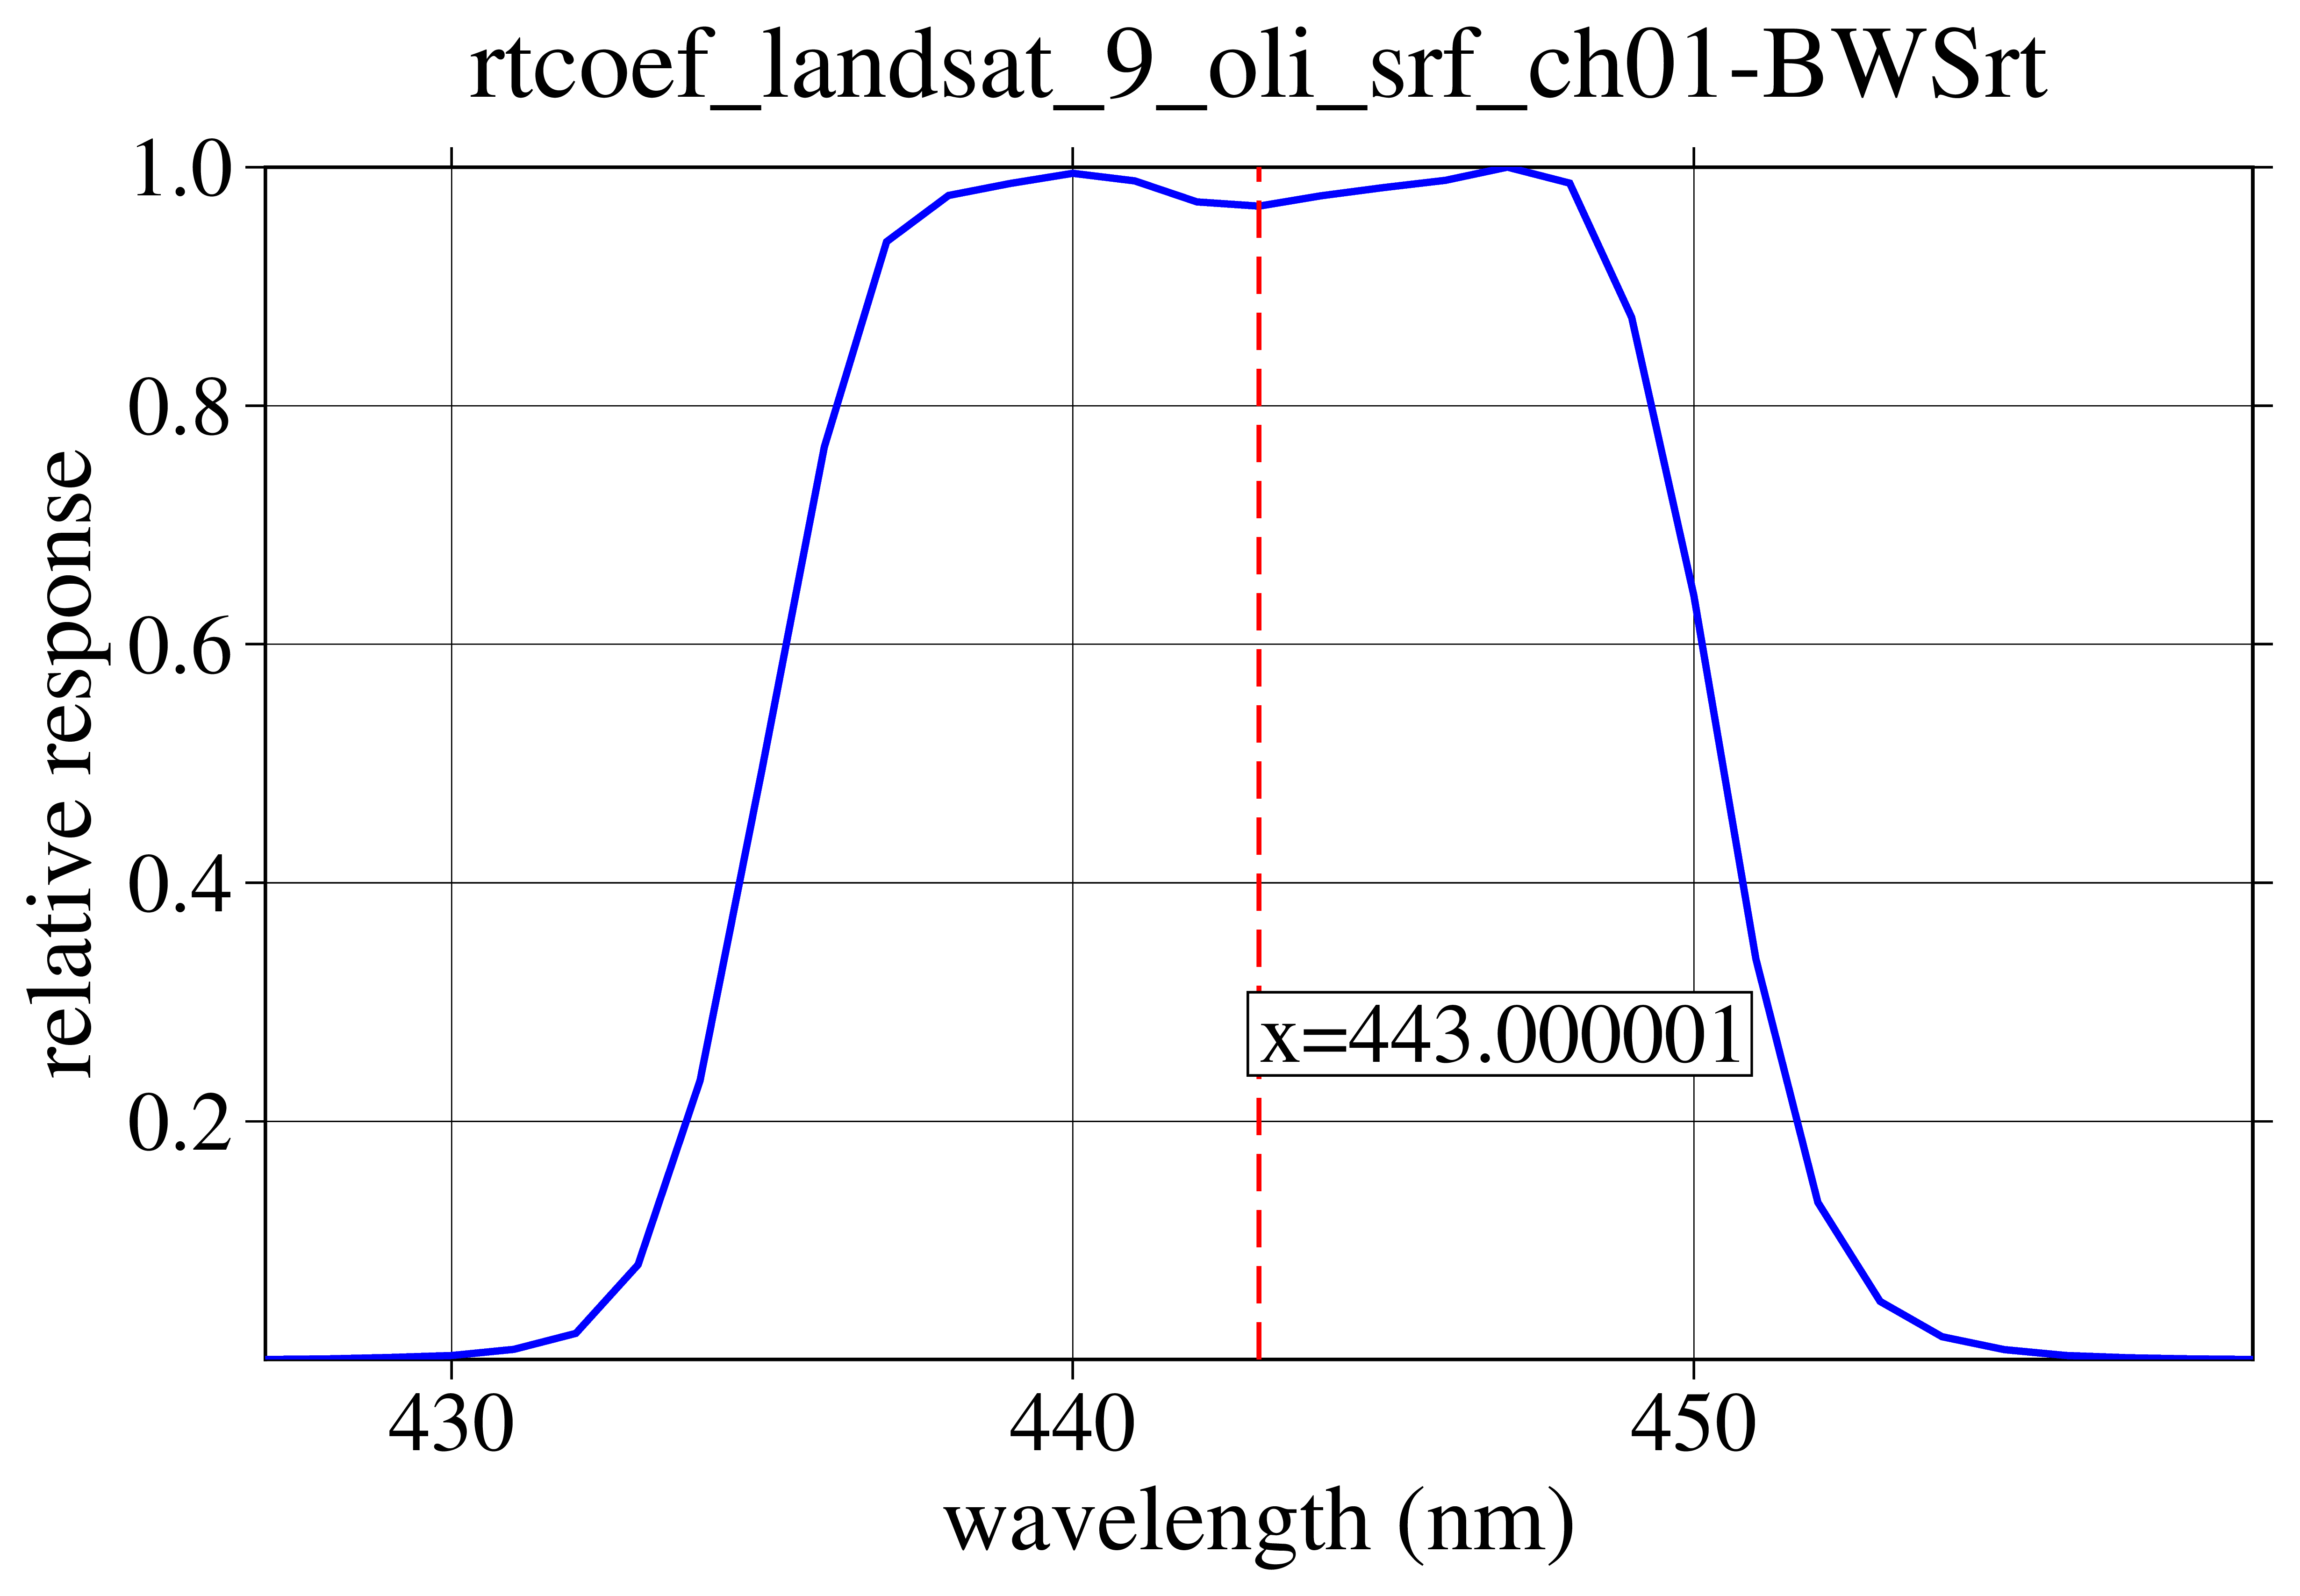 rtcoef_landsat_9_oli_srf_ch01-BWSrt
1.0
0.8
0.6
0.4
0.2
relative response
x=443.000001
430 440 450
wavelength (nm)